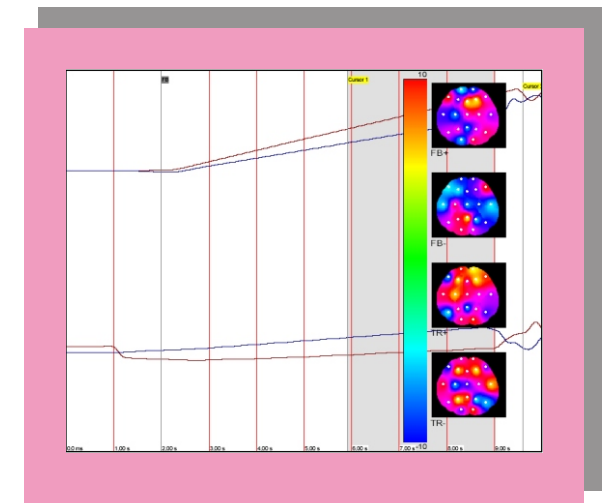 10
FB
Cursor 1
Cursor
FB+
FB-
TR+
TR-
-10
0.0 ms
1.00 s
2.00 s
3.00 s
4.00 s
5.00 s
6.00 s
7.00 s
8.00 s
9.00 s